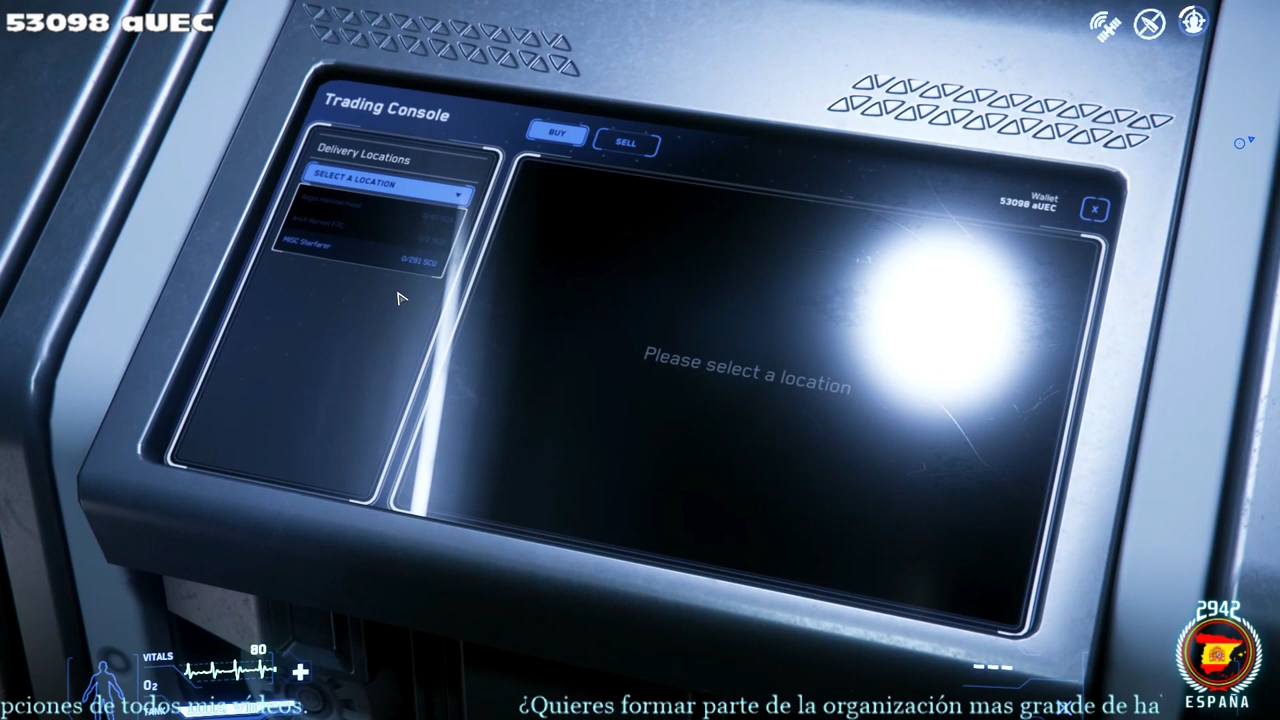 53098 aUEC
Trading Console
BUY
SELL
Delivery Locations
SELECT A LOCATION
MISC Starfarer
0/291 SCU
Wallet
53098 aUEC
X
Please select a location
VITALS
80
O2
TANK
pciones de todos mis vídeos.
¿Quieres formar parte de la organización mas grande de ha
2942
ESPAÑA